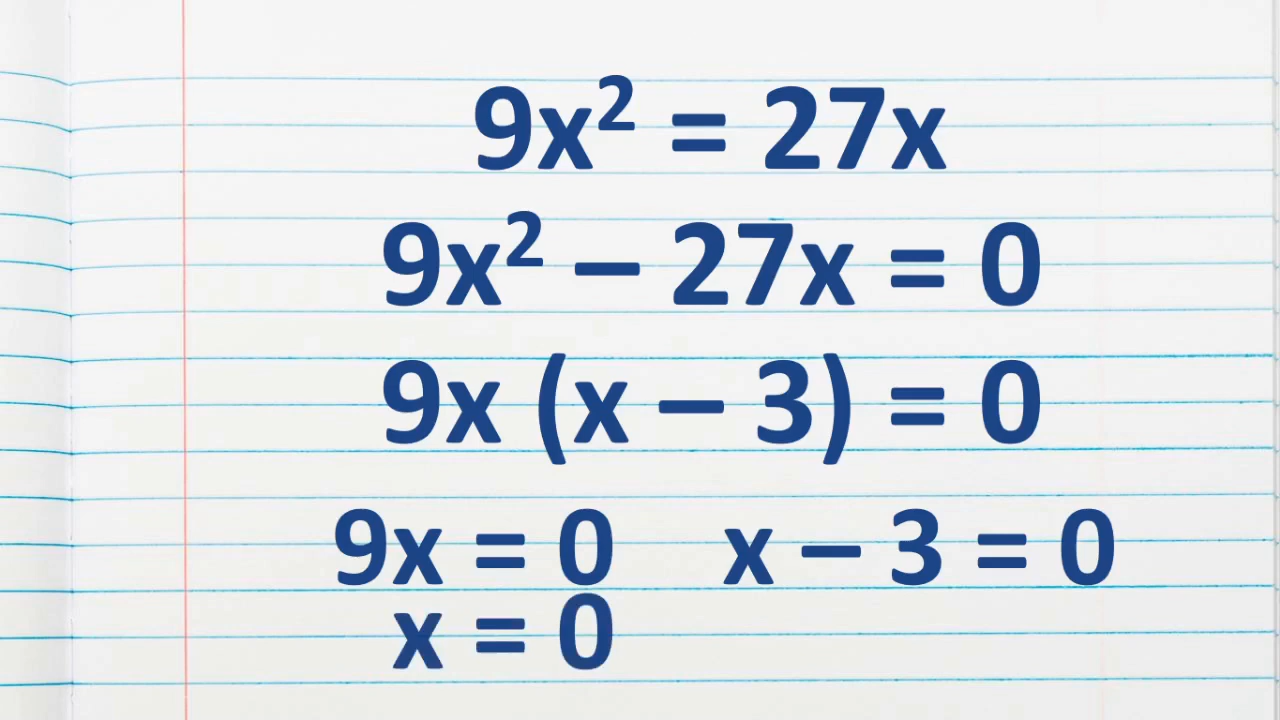 9x² = 27x
9x² – 27x = 0
9x (x – 3) = 0
9x = 0 x – 3 = 0
x = 0